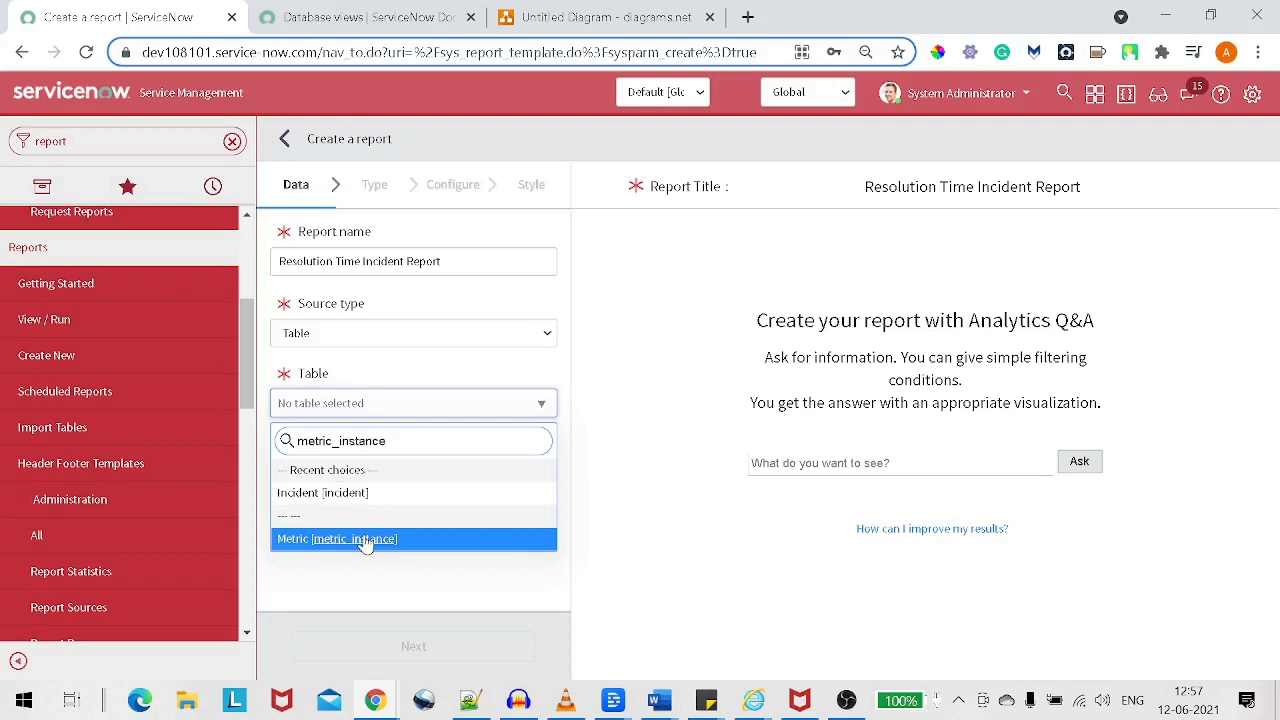 Create a report | ServiceNow
Database views | ServiceNow Doc
Untitled Diagram - diagrams.net
dev108101.service-now.com/nav_to.do?uri=%2Fsys_report_template.do%3Fsysparm_create%3Dtrue
A
servicenow Service Management
Default [Glc
Global
System Administrator
15
report
Create a report
Request Reports
Reports
Getting Started
View / Run
Create New
Scheduled Reports
Import Tables
Header Footer Templates
Administration
All
Report Statistics
Report Sources
Data
Type
Configure
Style
Report name
Resolution Time Incident Report
Source type
Table
Table
No table selected
metric_instance
-- Recent choices --
Incident [incident]
-- --
Metric [metric_instance]
Next
Report Title :
Resolution Time Incident Report
Create your report with Analytics Q&A
Ask for information. You can give simple filtering
conditions.
You get the answer with an appropriate visualization.
What do you want to see?
Ask
How can I improve my results?
100%
ENG
12:57
12-06-2021